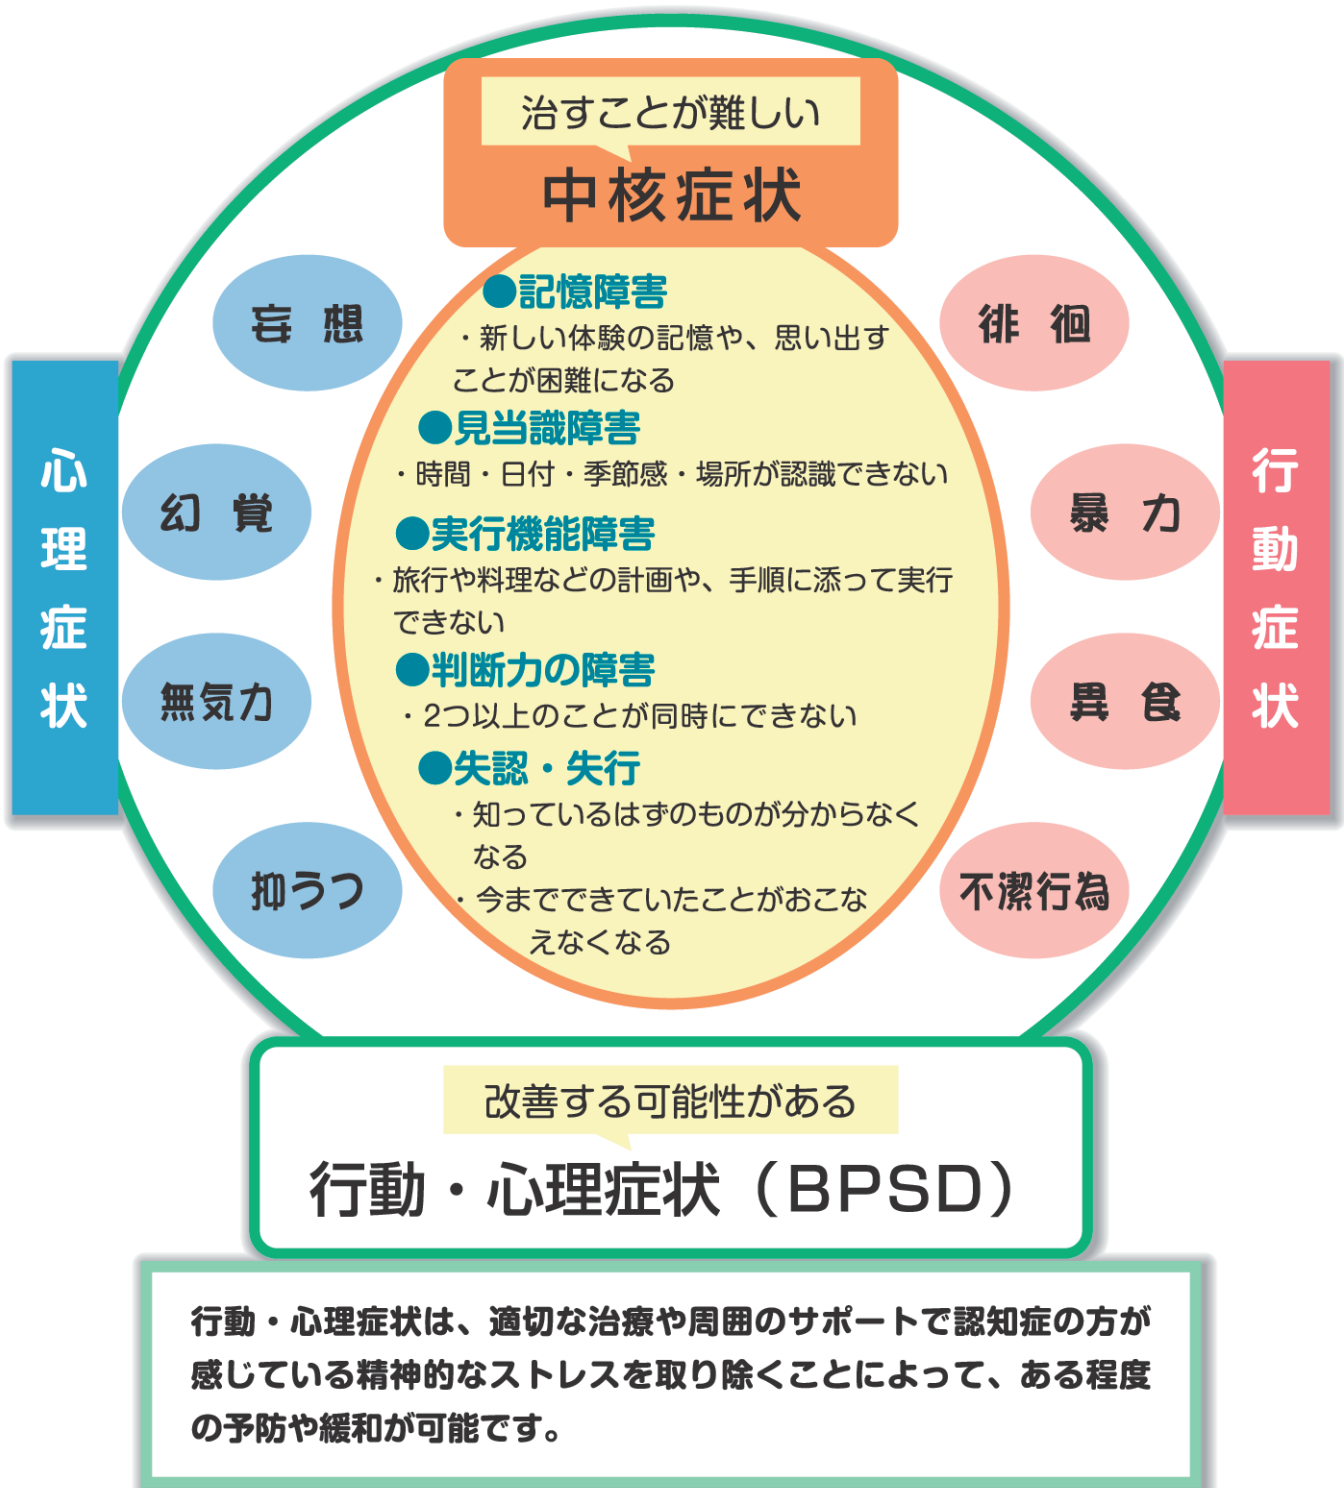 治すことが難しい
中核症状
●記憶障害
・新しい体験の記憶や、思い出す
ことが困難になる
●見当識障害
・時間・日付・季節感・場所が認識できない
●実行機能障害
・旅行や料理などの計画や、手順に添って実行
できない
●判断力の障害
・2つ以上のことが同時にできない
●失認・失行
・知っているはずのものが分からなく
なる
・今までできていたことがおこな
えなくなる
心理症状
妄想
幻覚
無気力
抑うつ
行動症状
徘徊
暴力
異食
不潔行為
改善する可能性がある
行動・心理症状（BPSD）
行動・心理症状は、適切な治療や周囲のサポートで認知症の方が
感じている精神的なストレスを取り除くことによって、ある程度
の予防や緩和が可能です。